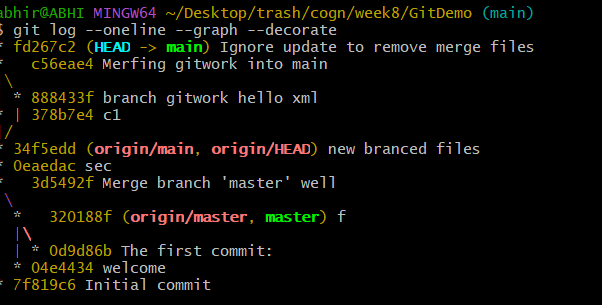 abhir@ABHI MINGW64 ~/Desktop/trash/cogn/week8/GitDemo (main)
$ git log --oneline --graph --decorate
* fd267c2 (HEAD -> main) Ignore update to remove merge files
*   c56eae4 Merfing gitwork into main
|\
| * 888433f branch gitwork hello xml
* | 378b7e4 c1
|/
* 34f5edd (origin/main, origin/HEAD) new branced files
* 0eaedac sec
*   3d5492f Merge branch 'master' well
|\
| *   320188f (origin/master, master) f
| |\
| | * 0d9d86b The first commit:
| * 04e4434 welcome
* 7f819c6 Initial commit